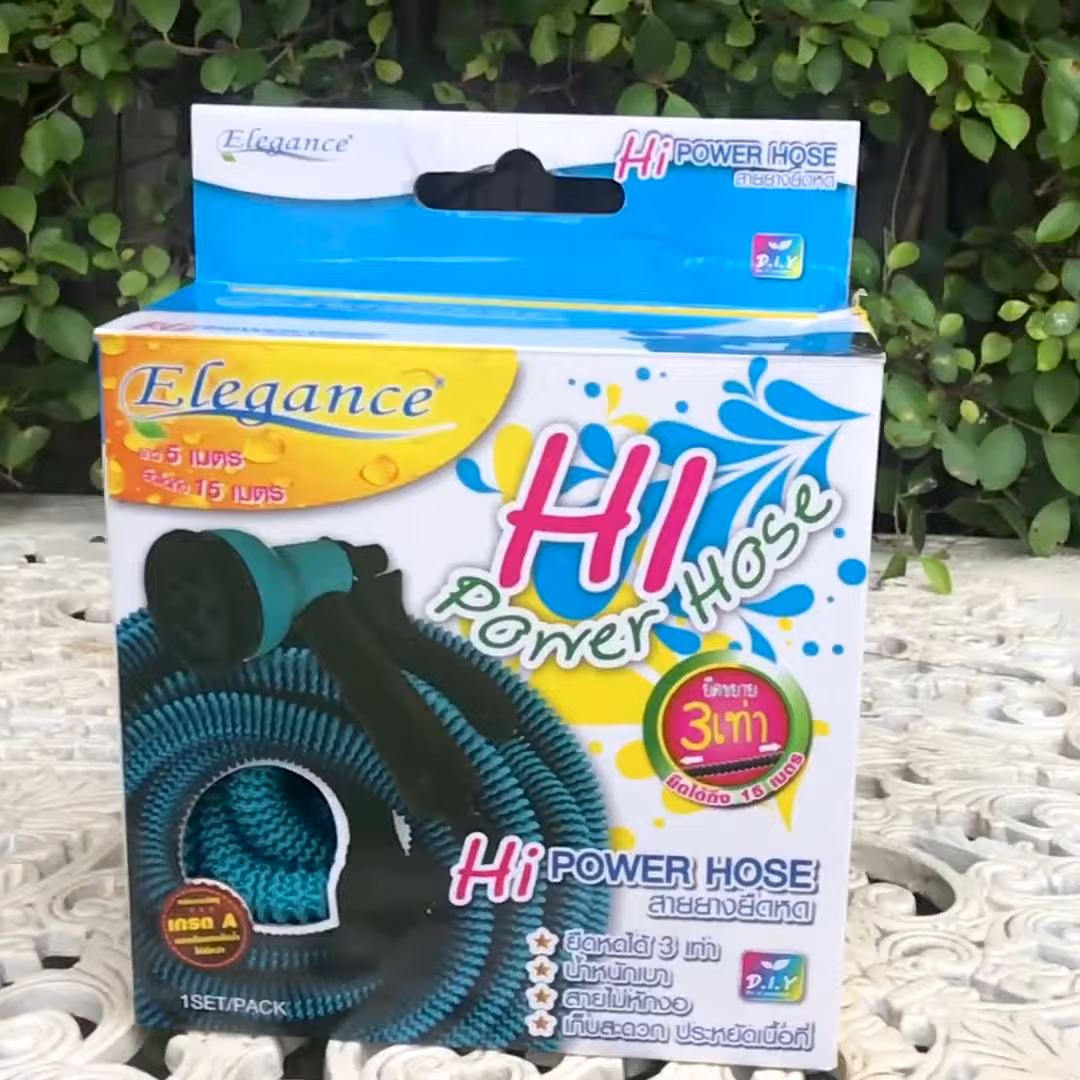 Elegance®
Hi POWER HOSE
สายยางยืดหด
D.I.Y
Elegance®
ยาว 5 เมตร
15 เมตร
HI
Power Hose
ยืดขยาย
3เท่า
ยืดได้ถึง 15 เมตร
Hi POWER HOSE
สายยางยืดหด
ยืดหดได้ 3 เท่า
น้ำหนักเบา
สายไม่หักงอ
เก็บสะดวก ประหยัดเนื้อที่
D.I.Y
เกรด A
1SET/PACK